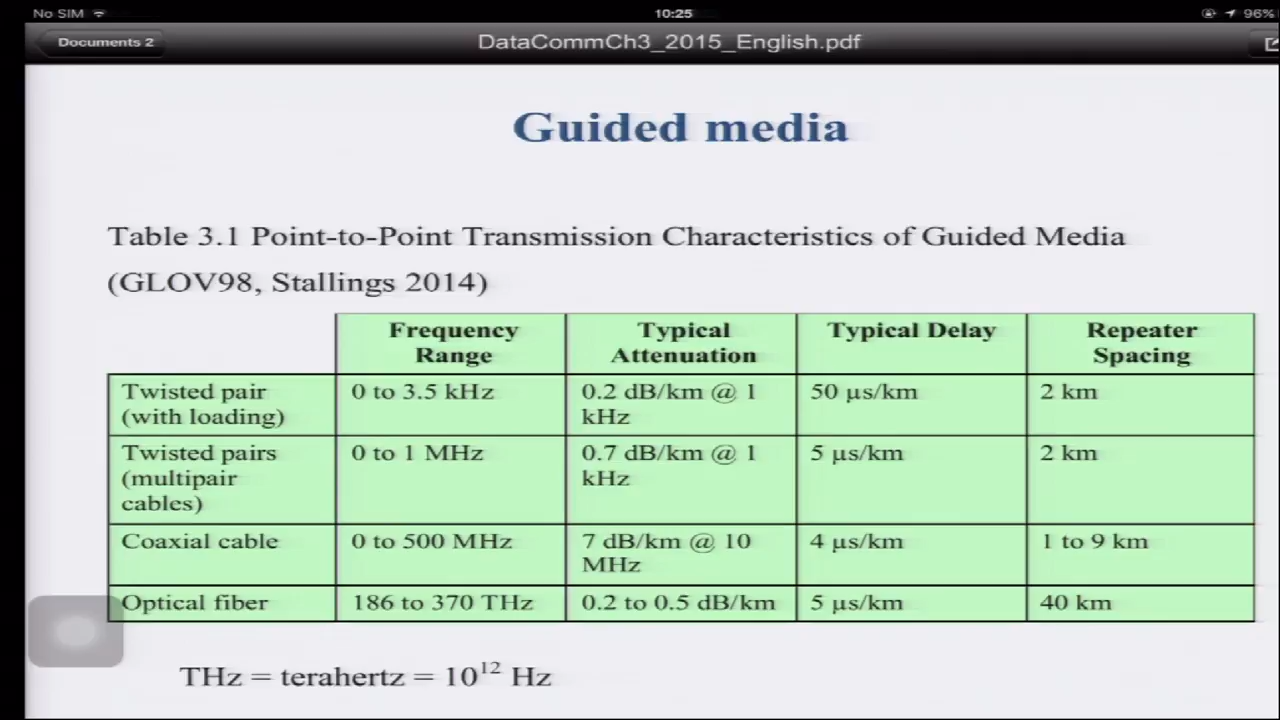 No SIM 10:25 96%
Documents 2 DataCommCh3_2015_English.pdf
Guided media
Table 3.1 Point-to-Point Transmission Characteristics of Guided Media
(GLOV98, Stallings 2014)
Frequency Range Typical Attenuation Typical Delay Repeater Spacing
Twisted pair (with loading) 0 to 3.5 kHz 0.2 dB/km @ 1 kHz 50 µs/km 2 km
Twisted pairs (multipair cables) 0 to 1 MHz 0.7 dB/km @ 1 kHz 5 µs/km 2 km
Coaxial cable 0 to 500 MHz 7 dB/km @ 10 MHz 4 µs/km 1 to 9 km
Optical fiber 186 to 370 THz 0.2 to 0.5 dB/km 5 µs/km 40 km
THz = terahertz = 10¹² Hz